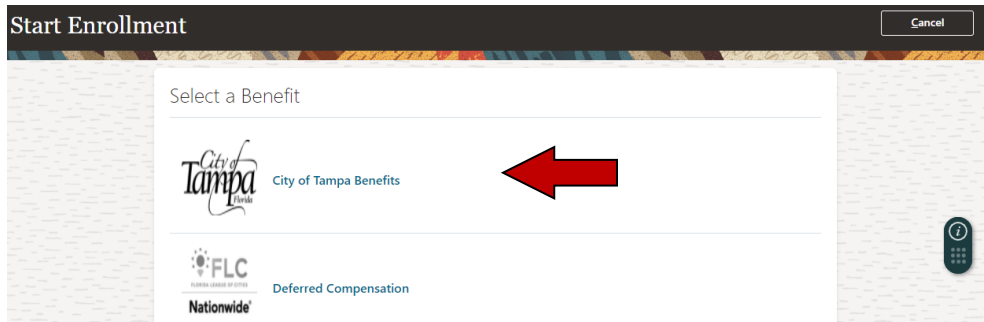 Start Enrollment
Cancel
Select a Benefit
City of
Tampa
Florida
City of Tampa Benefits
FLC
FLORIDA LEAGUE OF CITIES
Nationwide®
Deferred Compensation